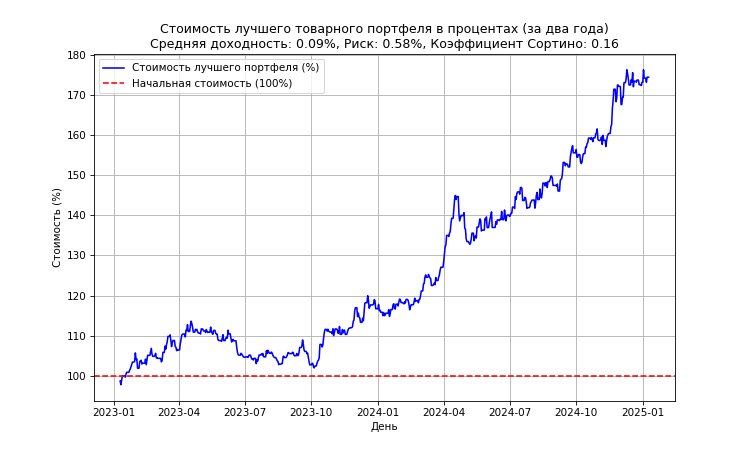 Стоимость лучшего товарного портфеля в процентах (за два года)
Средняя доходность: 0.09%, Риск: 0.58%, Коэффициент Сортино: 0.16
Стоимость лучшего портфеля (%)
Начальная стоимость (100%)
Стоимость (%)
180
170
160
150
140
130
120
110
100
2023-01 2023-04 2023-07 2023-10 2024-01 2024-04 2024-07 2024-10 2025-01
День